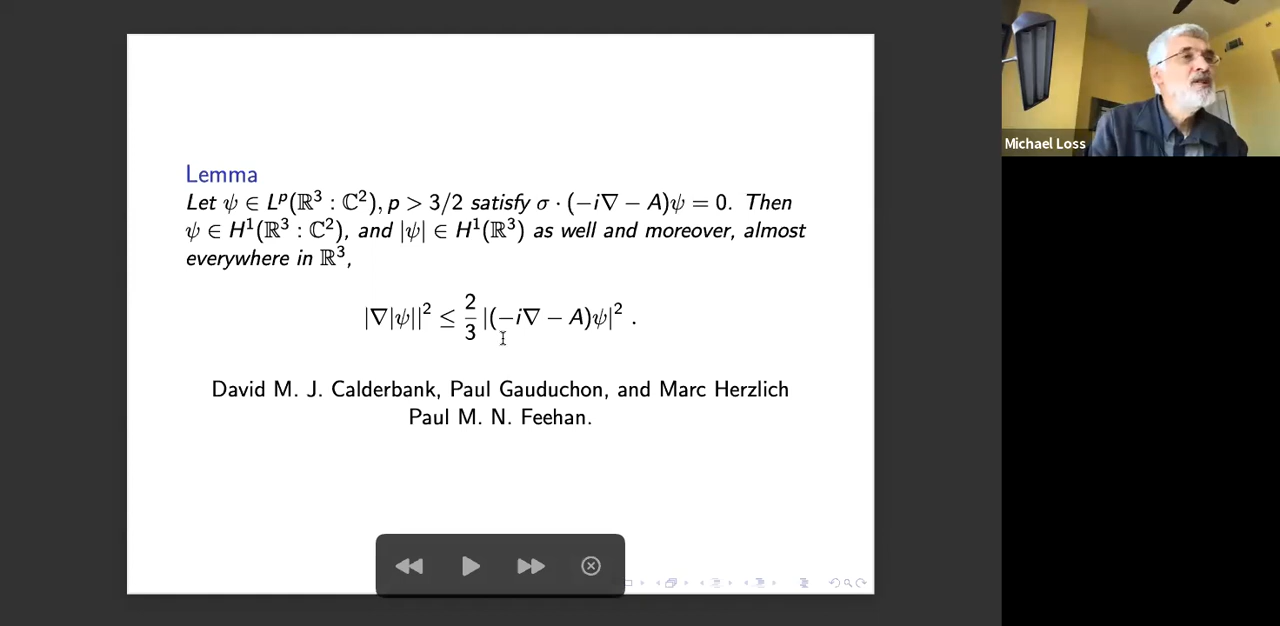 Lemma
Let ψ ∈ Lᵖ(ℝ³ : ℂ²), p > 3/2 satisfy σ · (−i∇ − A)ψ = 0. Then
ψ ∈ H¹(ℝ³ : ℂ²), and |ψ| ∈ H¹(ℝ³) as well and moreover, almost
everywhere in ℝ³,
|∇|ψ||² ≤ 2/3 |(−i∇ − A)ψ|² .
David M. J. Calderbank, Paul Gauduchon, and Marc Herzlich
Paul M. N. Feehan.
Michael Loss